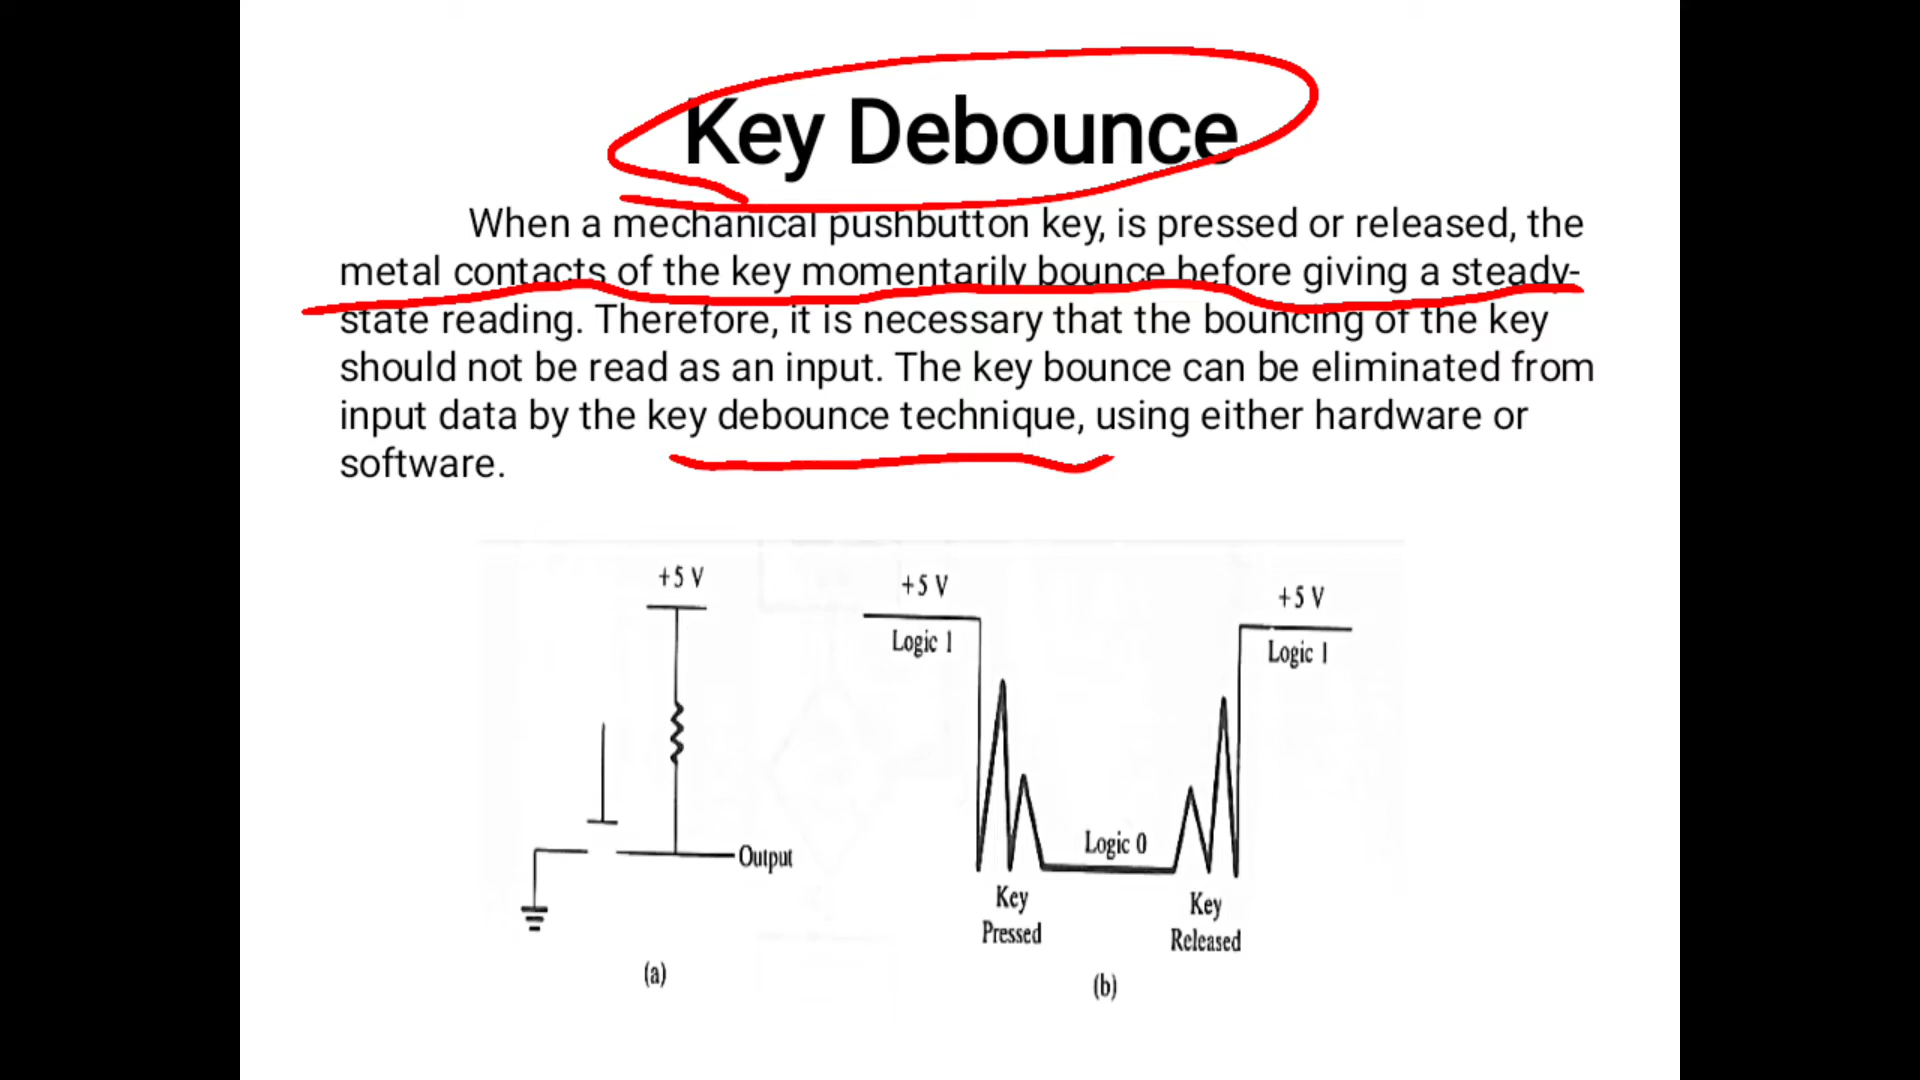 Key Debounce
When a mechanical pushbutton key, is pressed or released, the
metal contacts of the key momentarily bounce before giving a steady-
state reading. Therefore, it is necessary that the bouncing of the key
should not be read as an input. The key bounce can be eliminated from
input data by the key debounce technique, using either hardware or
software.
+5 V
Output
(a)
+5 V
Logic 1
Key
Pressed
Logic 0
+5 V
Logic 1
Key
Released
(b)